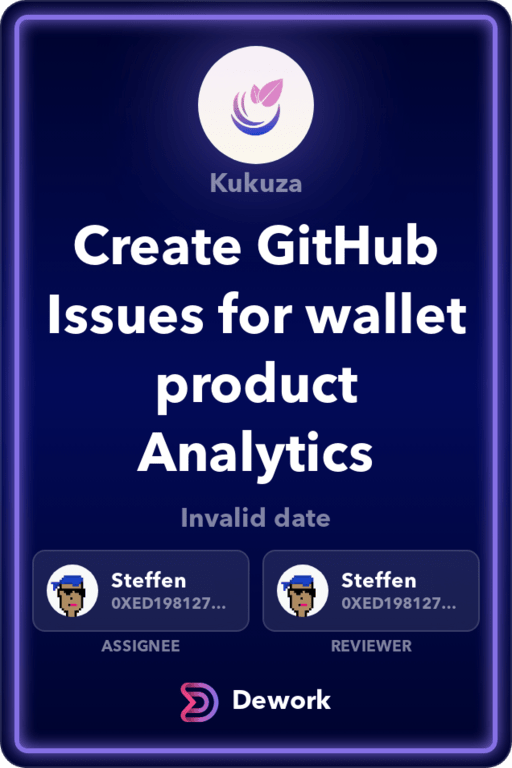 Kukuza
Create GitHub
Issues for wallet
product
Analytics
Invalid date
Steffen
0XED198127...
ASSIGNEE
Steffen
0XED198127...
REVIEWER
Dework